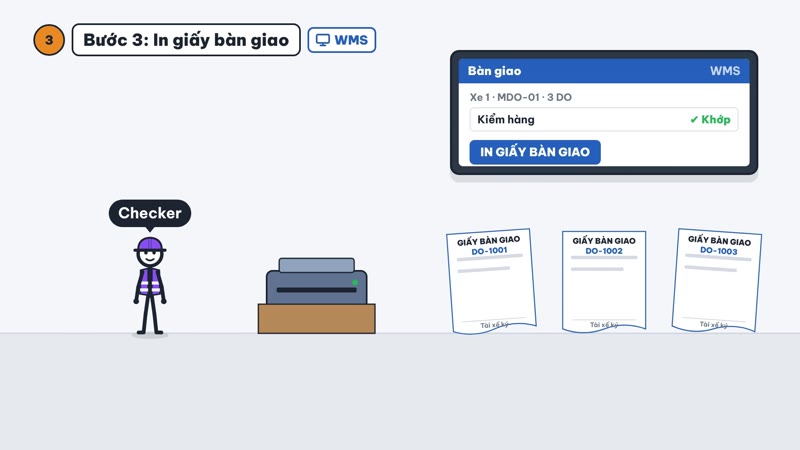 3
Bước 3: In giấy bàn giao
WMS
Bàn giao
WMS
Xe 1 · MDO-01 · 3 DO
Kiểm hàng
✔ Khớp
IN GIẤY BÀN GIAO
Checker
GIẤY BÀN GIAO
DO-1001
Tài xế ký
GIẤY BÀN GIAO
DO-1002
Tài xế ký
GIẤY BÀN GIAO
DO-1003
Tài xế ký